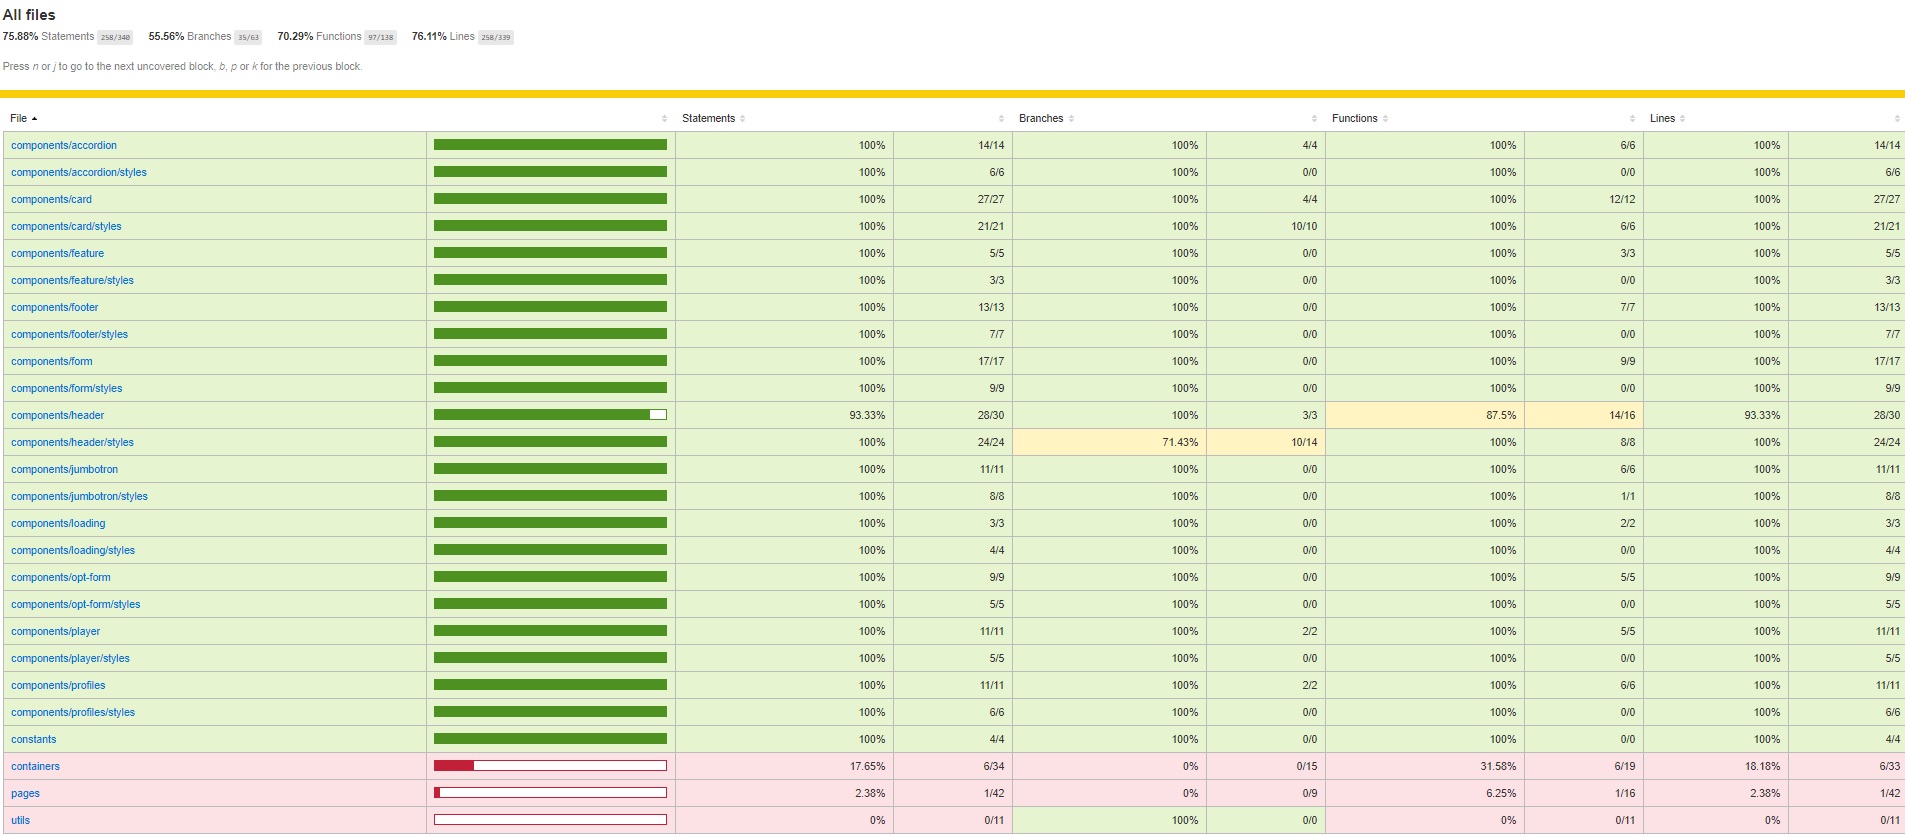 All files
75.88% Statements 258/340 55.56% Branches 35/63 70.29% Functions 97/138 76.11% Lines 258/339
Press n or j to go to the next uncovered block, b, p or k for the previous block.
File Statements Branches Functions Lines
components/accordion 100% 14/14 100% 4/4 100% 6/6 100% 14/14
components/accordion/styles 100% 6/6 100% 0/0 100% 0/0 100% 6/6
components/card 100% 27/27 100% 4/4 100% 12/12 100% 27/27
components/card/styles 100% 21/21 100% 10/10 100% 6/6 100% 21/21
components/feature 100% 5/5 100% 0/0 100% 3/3 100% 5/5
components/feature/styles 100% 3/3 100% 0/0 100% 0/0 100% 3/3
components/footer 100% 13/13 100% 0/0 100% 7/7 100% 13/13
components/footer/styles 100% 7/7 100% 0/0 100% 0/0 100% 7/7
components/form 100% 17/17 100% 0/0 100% 9/9 100% 17/17
components/form/styles 100% 9/9 100% 0/0 100% 0/0 100% 9/9
components/header 93.33% 28/30 100% 3/3 87.5% 14/16 93.33% 28/30
components/header/styles 100% 24/24 71.43% 10/14 100% 8/8 100% 24/24
components/jumbotron 100% 11/11 100% 0/0 100% 6/6 100% 11/11
components/jumbotron/styles 100% 8/8 100% 0/0 100% 1/1 100% 8/8
components/loading 100% 3/3 100% 0/0 100% 2/2 100% 3/3
components/loading/styles 100% 4/4 100% 0/0 100% 0/0 100% 4/4
components/opt-form 100% 9/9 100% 0/0 100% 5/5 100% 9/9
components/opt-form/styles 100% 5/5 100% 0/0 100% 0/0 100% 5/5
components/player 100% 11/11 100% 2/2 100% 5/5 100% 11/11
components/player/styles 100% 5/5 100% 0/0 100% 0/0 100% 5/5
components/profiles 100% 11/11 100% 2/2 100% 6/6 100% 11/11
components/profiles/styles 100% 6/6 100% 0/0 100% 0/0 100% 6/6
constants 100% 4/4 100% 0/0 100% 0/0 100% 4/4
containers 17.65% 6/34 0% 0/15 31.58% 6/19 18.18% 6/33
pages 2.38% 1/42 0% 0/9 6.25% 1/16 2.38% 1/42
utils 0% 0/11 100% 0/0 0% 0/11 0% 0/11